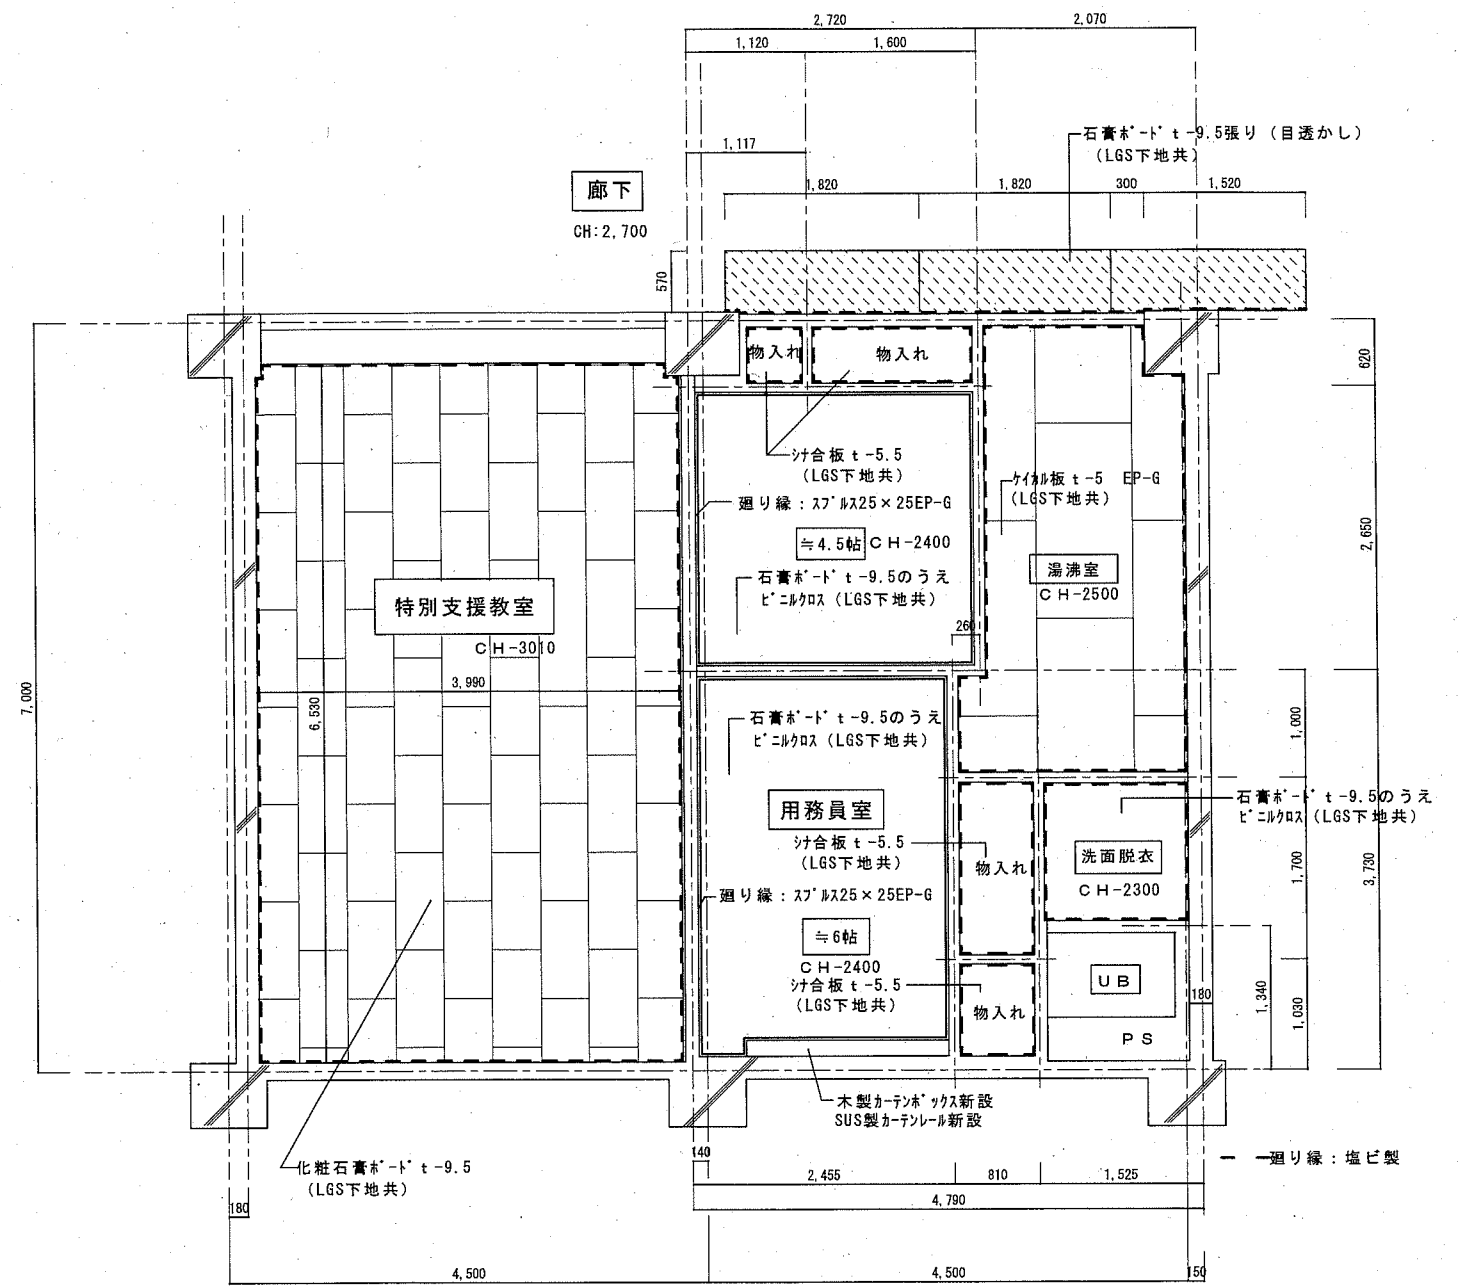 2,720
2,070
1,120
1,600
石膏ボード t-9.5張り (目透かし)
(LGS下地共)
1,117
廊下
1,820
1,820
300
1,520
CH:2,700
570
物入れ
物入れ
620
シナ合板 t-5.5
(LGS下地共)
ケイカル板 t-5 EP-G
(LGS下地共)
廻り縁:スプルス25×25EP-G
≒4.5帖
CH-2400
2,650
石膏ボード t-9.5のうえ
ビニルクロス (LGS下地共)
湯沸室
CH-2500
特別支援教室
CH-3010
260
3,990
7,000
6,530
石膏ボード t-9.5のうえ
ビニルクロス (LGS下地共)
1,000
用務員室
石膏ボード t-9.5のうえ
ビニルクロス (LGS下地共)
シナ合板 t-5.5
(LGS下地共)
物入れ
洗面脱衣
CH-2300
1,700
3,730
廻り縁:スプルス25×25EP-G
≒6帖
CH-2400
シナ合板 t-5.5
(LGS下地共)
物入れ
UB
180
1,340
1,030
PS
木製カーテンボックス新設
SUS製カーテンレール新設
140
廻り縁:塩ビ製
化粧石膏ボード t-9.5
(LGS下地共)
2,455
810
1,525
180
4,790
4,500
4,500
150